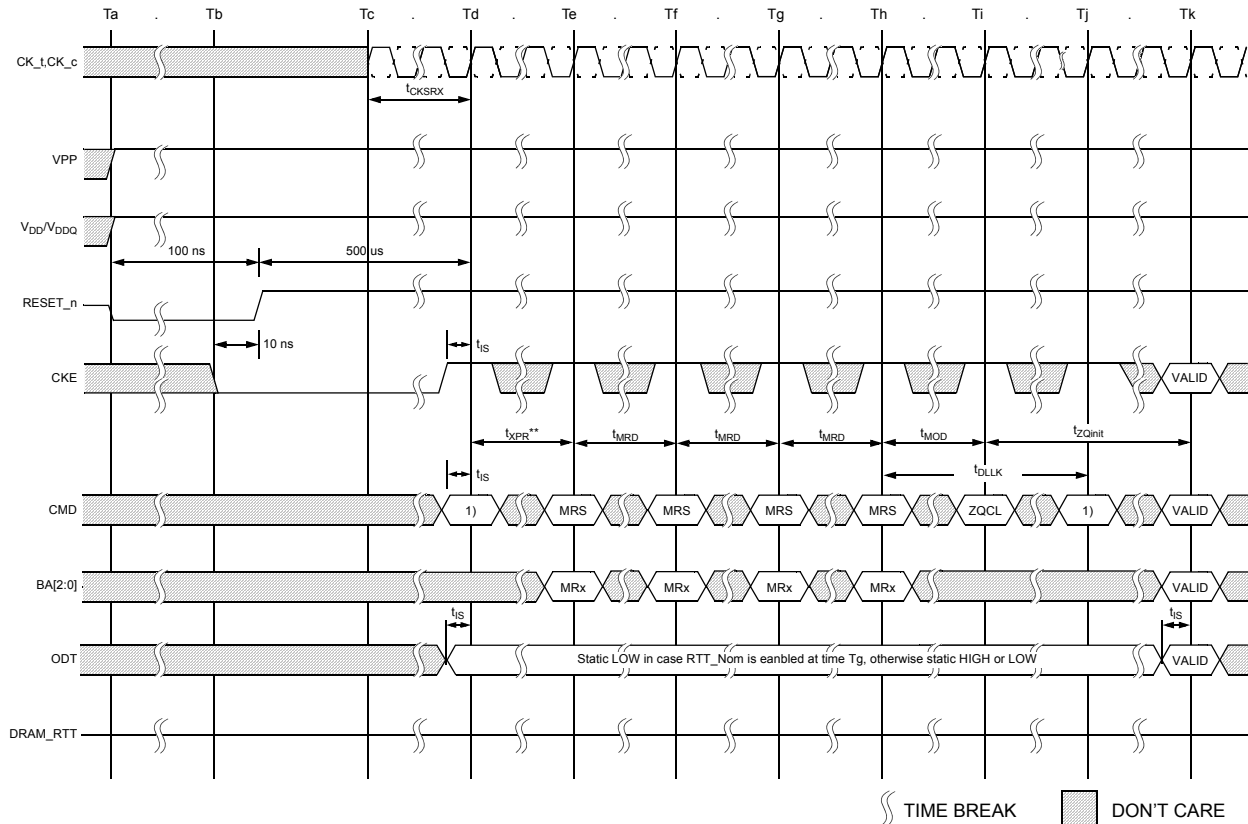 Ta . Tb Tc . Td . Te . Tf . Tg . Th . Ti . Tj . Tk
CK_t,CK_c
tCKSRX
VPP
VDD/VDDQ
100 ns 500 us
RESET_n
10 ns tIS
CKE VALID
tXPR** tMRD tMRD tMRD tMOD tZQinit
tIS tDLLK
CMD 1) MRS MRS MRS MRS ZQCL 1) VALID
BA[2:0] MRx MRx MRx MRx VALID
tIS tIS
ODT Static LOW in case RTT_Nom is eanbled at time Tg, otherwise static HIGH or LOW VALID
DRAM_RTT
TIME BREAK DON'T CARE